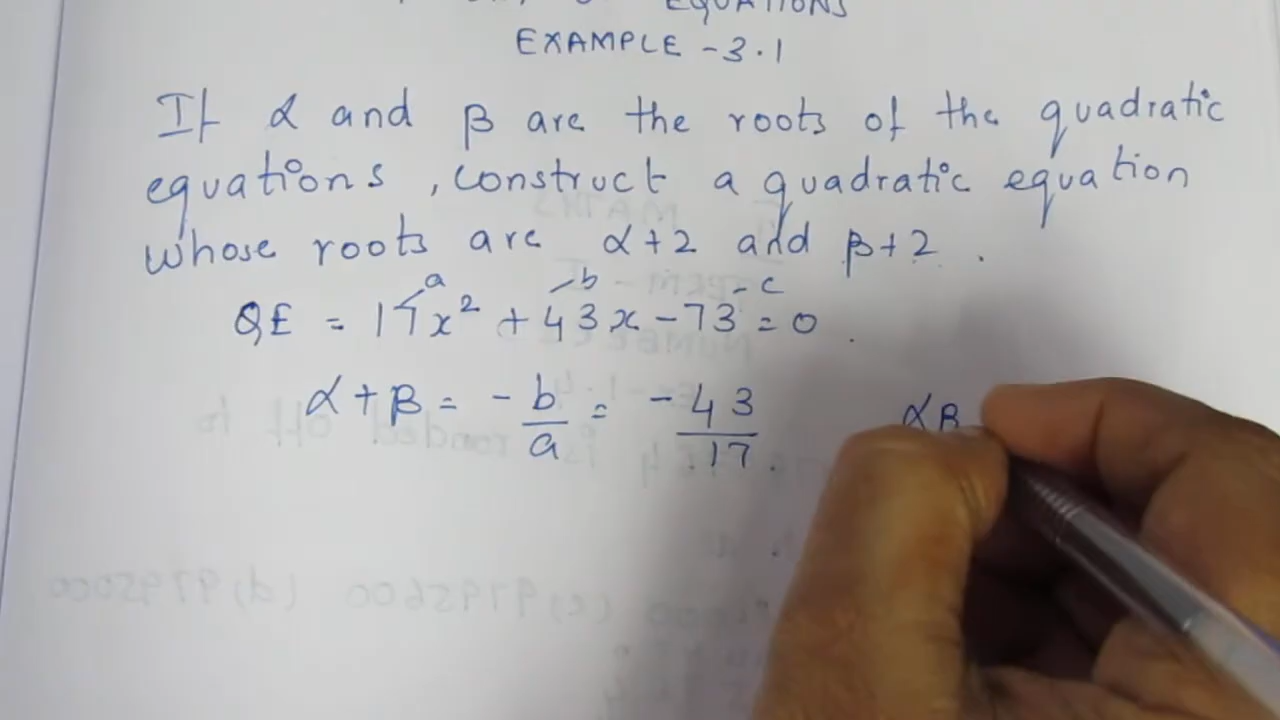 EQUATIONS
EXAMPLE - 3.1
If α and β are the roots of the quadratic
equations, construct a quadratic equation
whose roots are α+2 and β+2.
a b - c
QE = 17x² + 43x - 73 = 0.
α + β = - b/a = - 43/17. αβ